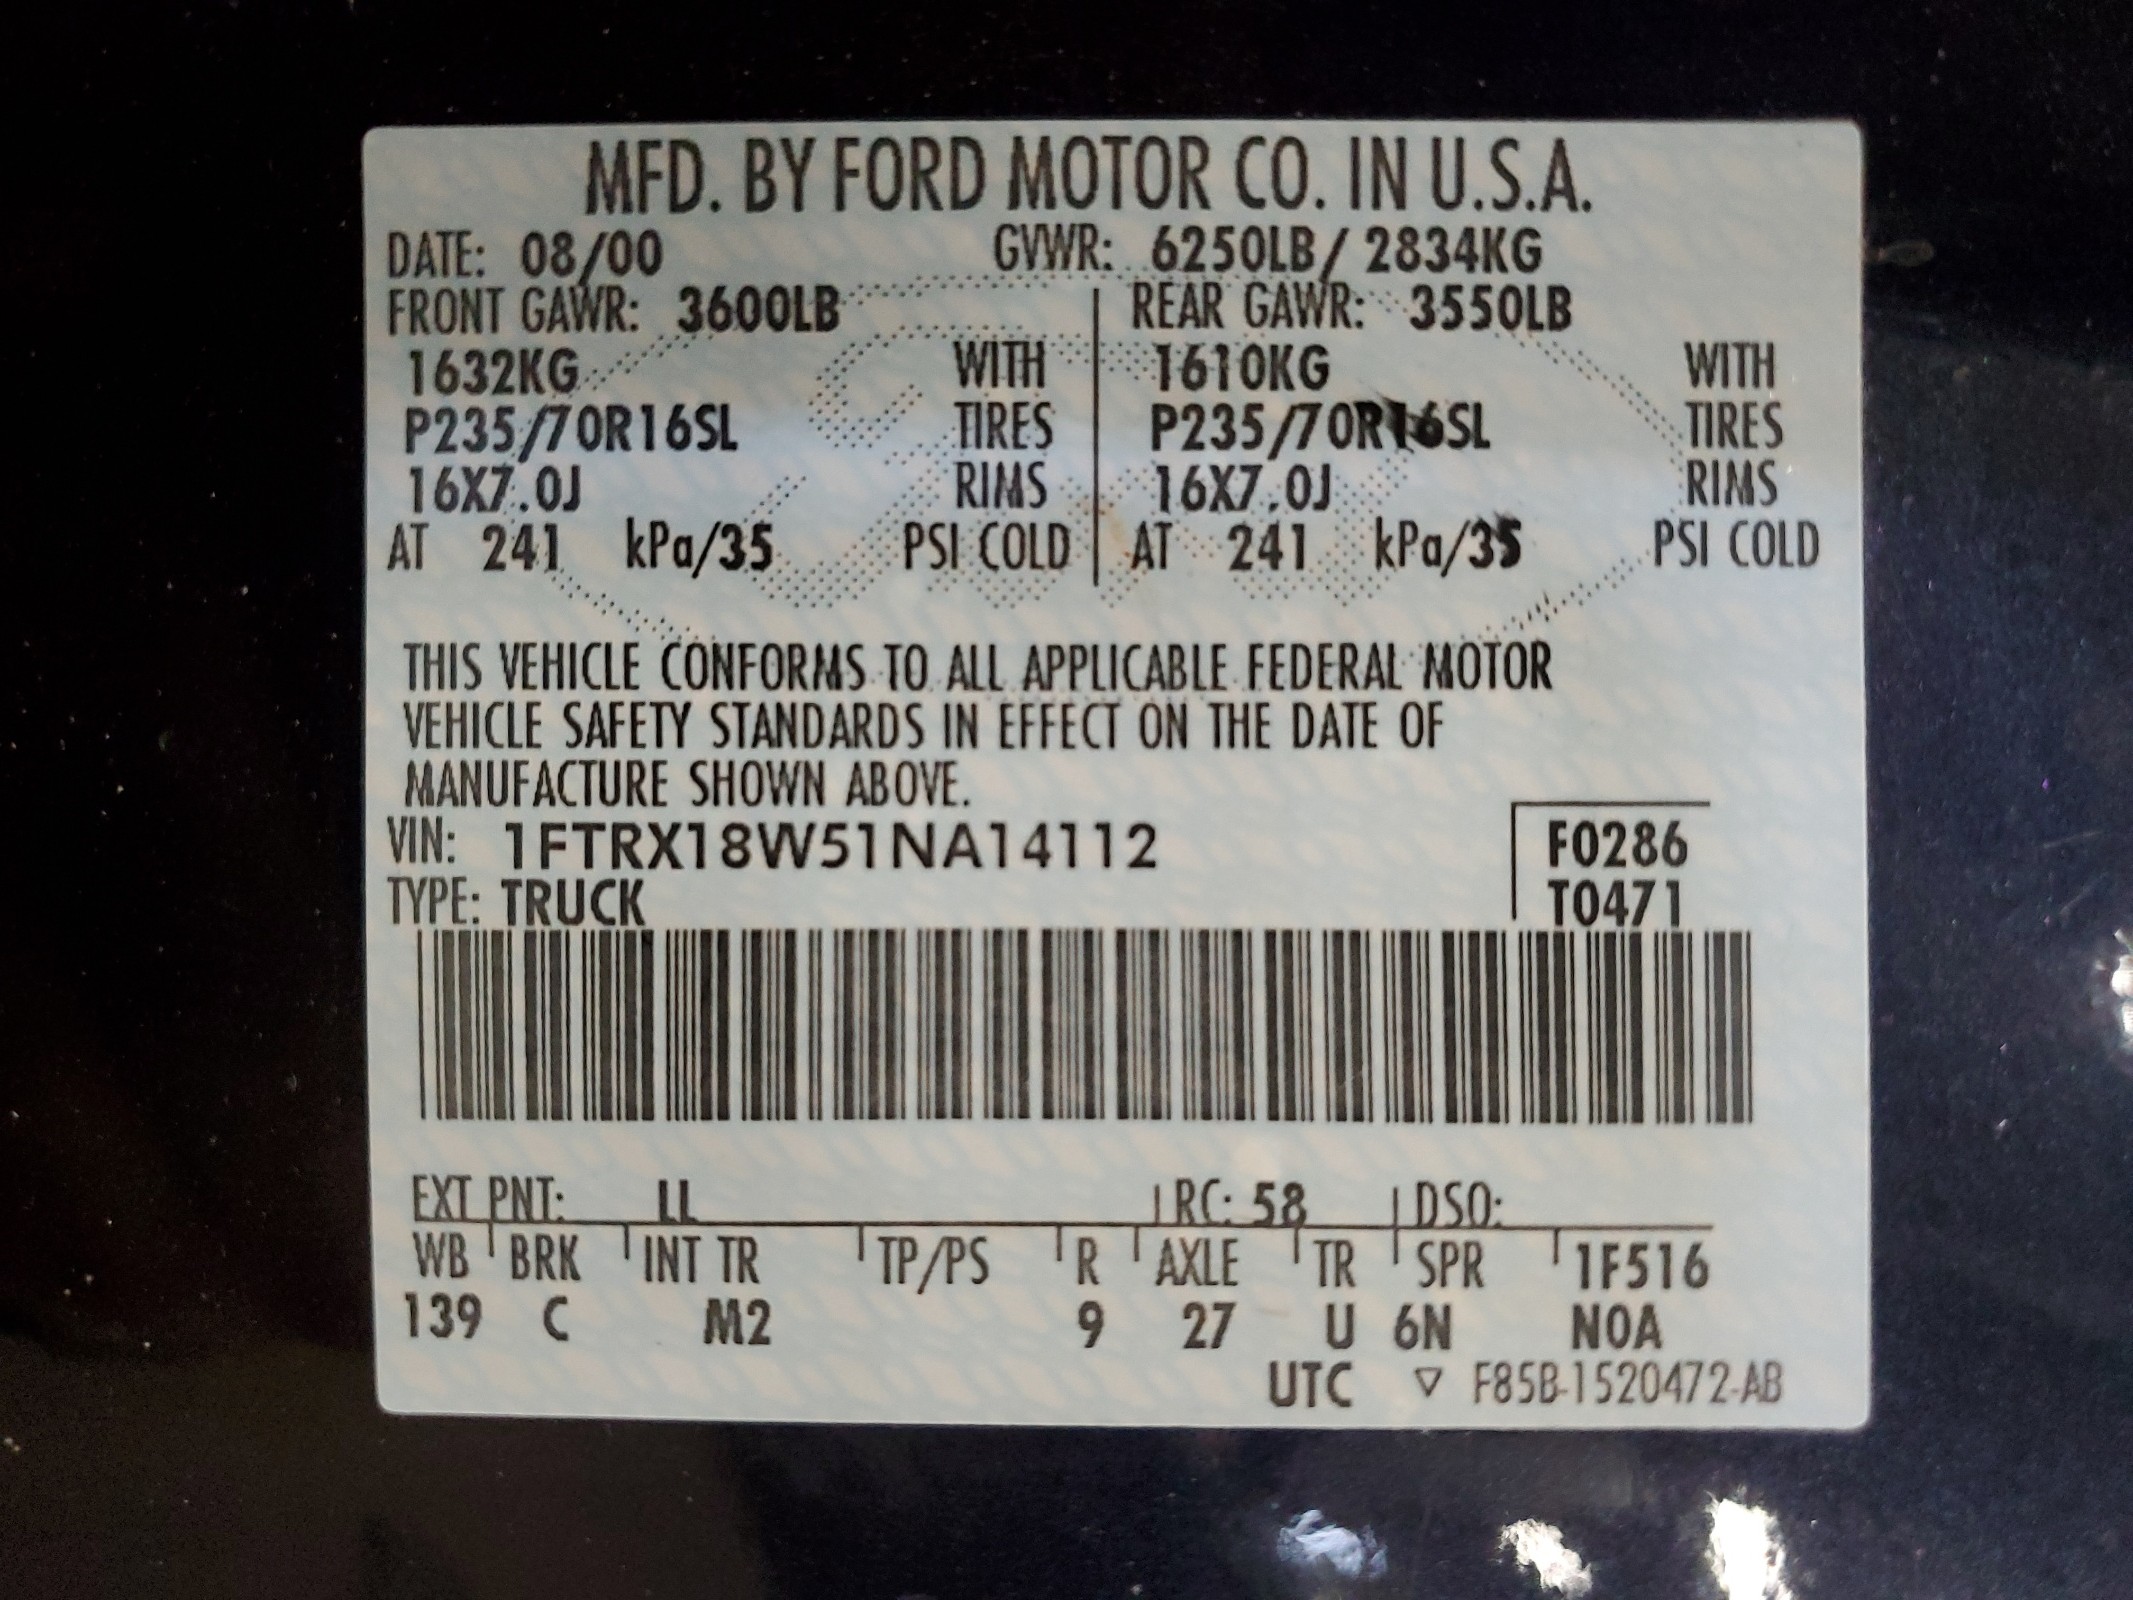 MFD. BY FORD MOTOR CO. IN U.S.A.
DATE: 08/00 GVWR: 6250LB/ 2834KG
FRONT GAWR: 3600LB REAR GAWR: 3550LB
1632KG WITH 1610KG WITH
P235/70R16SL TIRES P235/70R16SL TIRES
16X7.0J RIMS 16X7.0J RIMS
AT 241 kPa/35 PSI COLD AT 241 kPa/35 PSI COLD
THIS VEHICLE CONFORMS TO ALL APPLICABLE FEDERAL MOTOR
VEHICLE SAFETY STANDARDS IN EFFECT ON THE DATE OF
MANUFACTURE SHOWN ABOVE.
VIN: 1FTRX18W51NA14112 F0286
TYPE: TRUCK T0471
EXT PNT: LL RC: 58 DSO:
WB BRK INT TR TP/PS R AXLE TR SPR 1F516
139 C M2 9 27 U 6N N0A
UTC ▽ F85B-1520472-AB